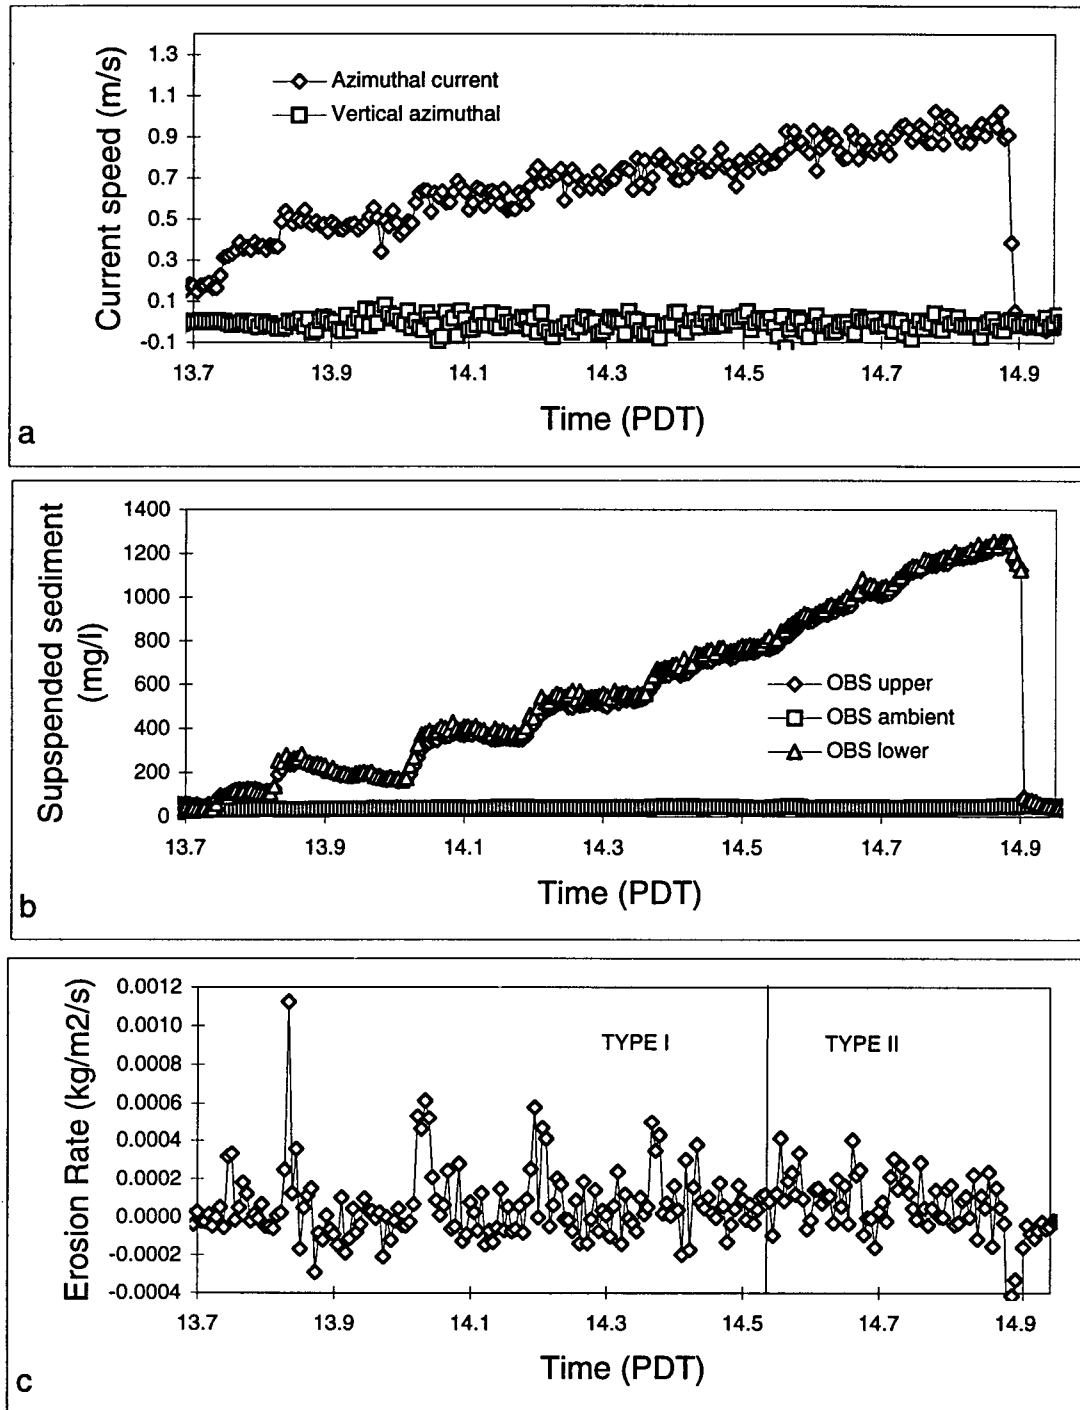 Current speed (m/s)
1.3
1.1
0.9
0.7
0.5
0.3
0.1
-0.1
Azimuthal current
Vertical azimuthal
13.7 13.9 14.1 14.3 14.5 14.7 14.9
Time (PDT)
a
Supspended sediment
(mg/l)
1400
1200
1000
800
600
400
200
0
OBS upper
OBS ambient
OBS lower
13.7 13.9 14.1 14.3 14.5 14.7 14.9
Time (PDT)
b
Erosion Rate (kg/m2/s)
0.0012
0.0010
0.0008
0.0006
0.0004
0.0002
0.0000
-0.0002
-0.0004
TYPE I
TYPE II
13.7 13.9 14.1 14.3 14.5 14.7 14.9
Time (PDT)
c